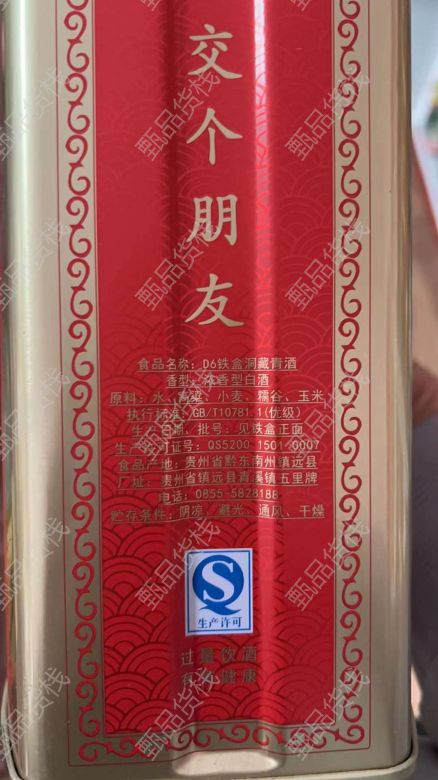 交个朋友
食品名称：D6铁盒洞藏青酒
香型：浓香型白酒
原料：水、高粱、小麦、糯谷、玉米
执行标准：GB/T10781.1(优级)
生产日期、批号：见铁盒正面
生产许可证号：QS5200 1501 0007
食品产地：贵州省黔东南州镇远县
厂址：贵州省镇远县青溪镇五里牌
电话：0855-5828188
贮存条件：阴凉、避光、通风、干燥
生产许可
过量饮酒
有害健康
甄品货栈